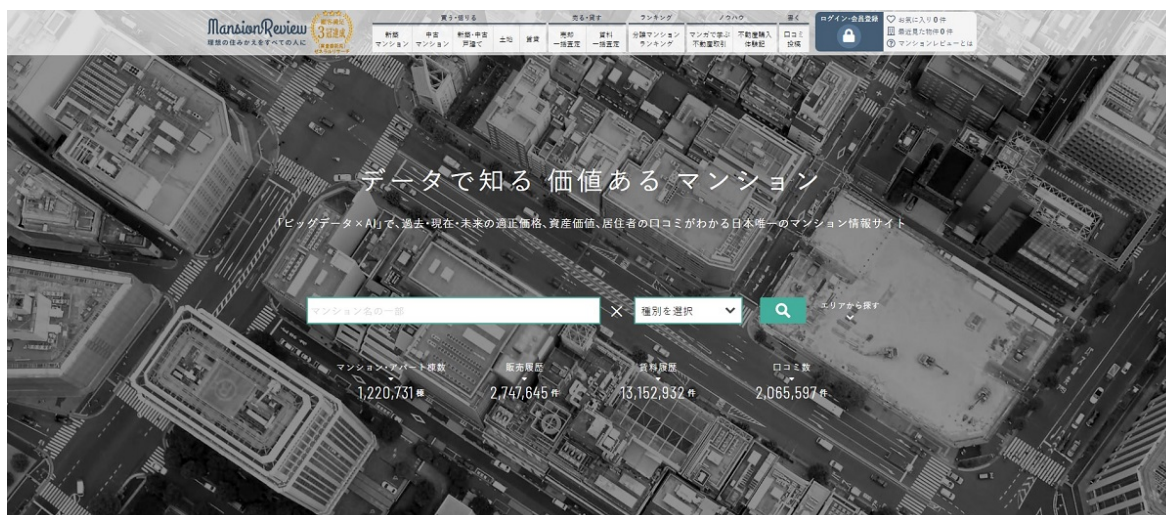 MansionReview
理想の住みかえをすべての人に
3冠達成
買う・借りる
売る・貸す
ランキング
ノウハウ
書く
新築
マンション
中古
マンション
新築・中古
戸建て
土地
賃貸
売却
一括査定
賃料
一括査定
分譲マンション
ランキング
マンガで学ぶ
不動産取引
不動産購入
体験記
口コミ
投稿
ログイン・会員登録
お気に入り0件
最近見た物件0件
マンションレビューとは
データで知る 価値ある マンション
「ビッグデータ×AI」で、過去・現在・未来の適正価格、資産価値、居住者の口コミがわかる日本唯一のマンション情報サイト
マンション名の一部
×
種別を選択
エリアから探す
マンション・アパート棟数
販売履歴
賃料履歴
口コミ数
1,220,731棟
2,747,645件
13,152,932件
2,065,597件